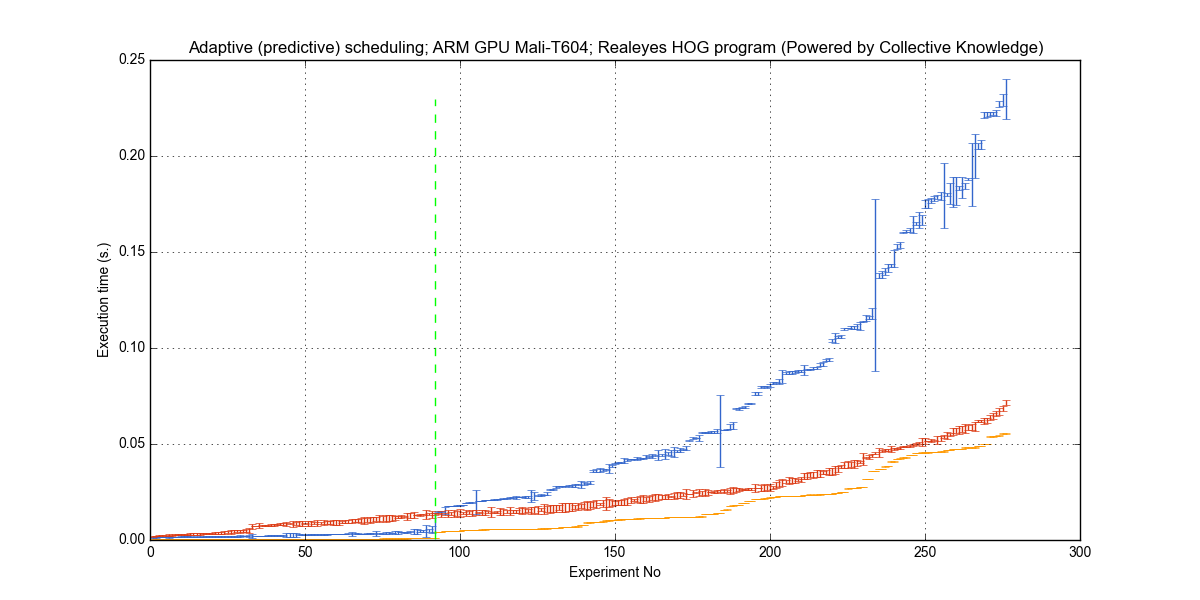 Adaptive (predictive) scheduling; ARM GPU Mali-T604; Realeyes HOG program (Powered by Collective Knowledge)
0.25
0.20
0.15
0.10
0.05
0.00
Execution time (s.)
0 50 100 150 200 250 300
Experiment No